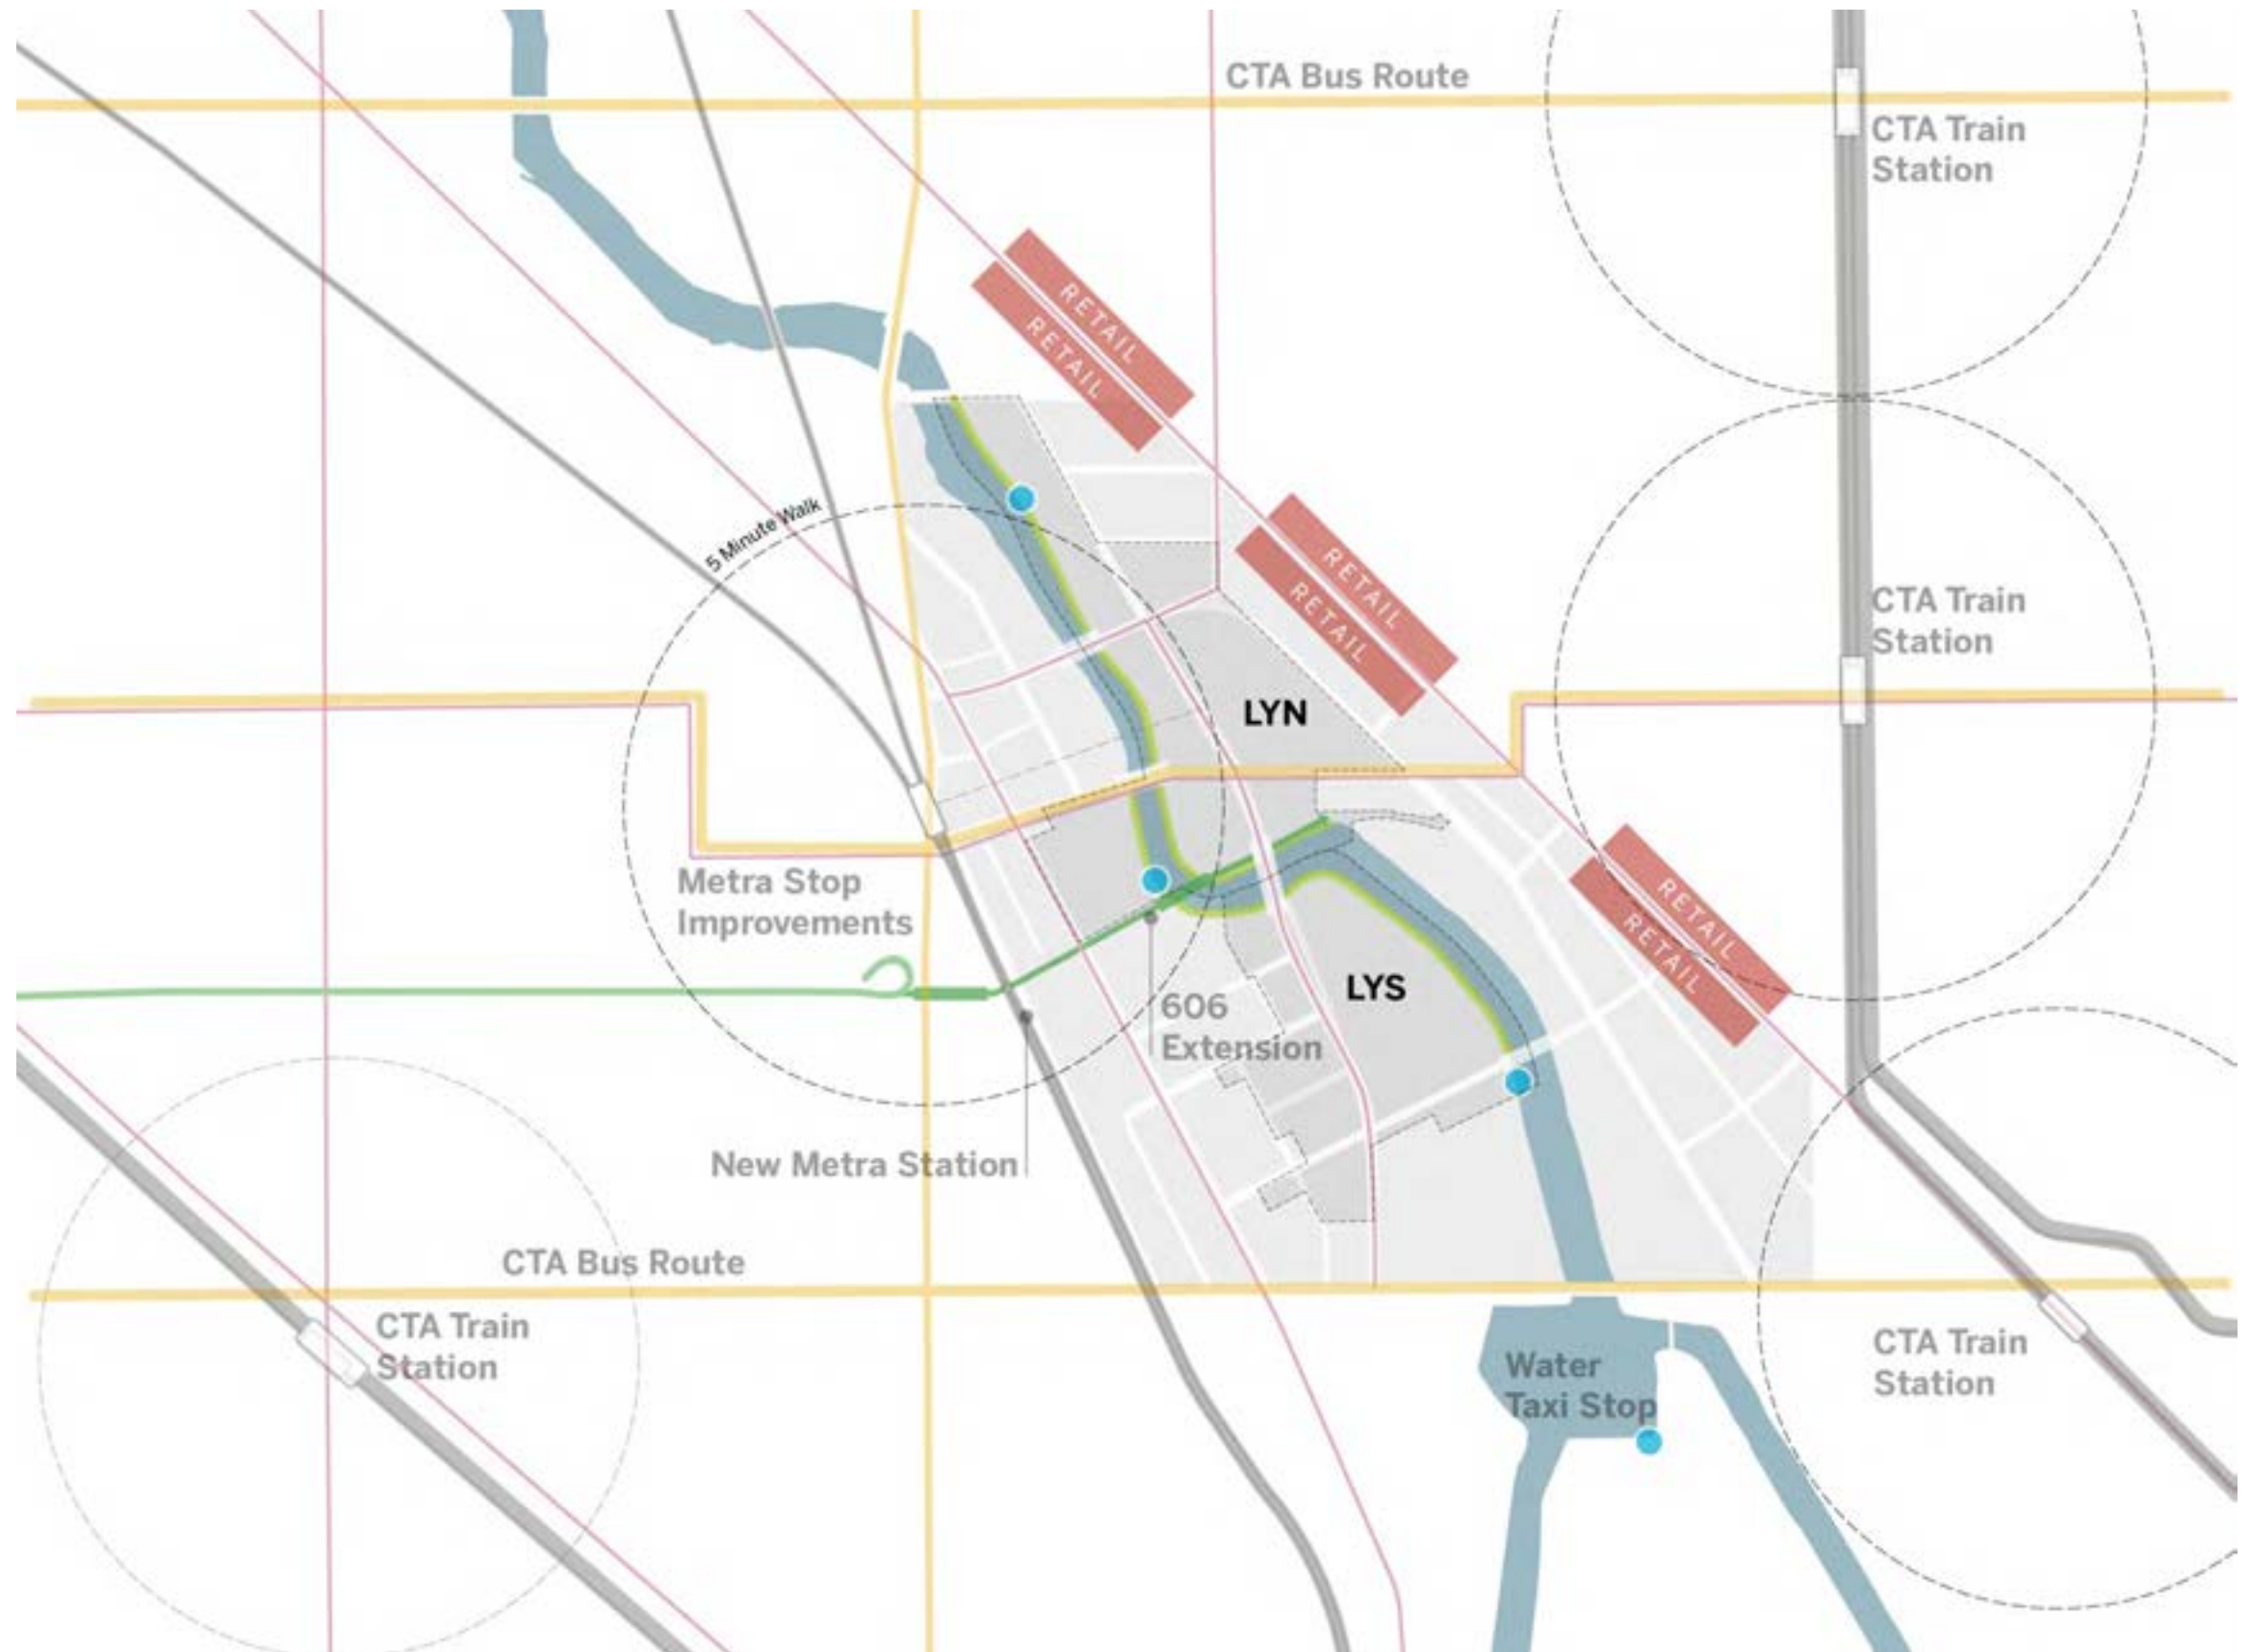 CTA Bus Route
CTA Train
Station
RETAIL
RETAIL
5 Minute Walk
RETAIL
RETAIL
CTA Train
Station
LYN
RETAIL
RETAIL
Metra Stop
Improvements
LYS
606
Extension
New Metra Station
CTA Bus Route
CTA Train
Station
Water
Taxi Stop
CTA Train
Station